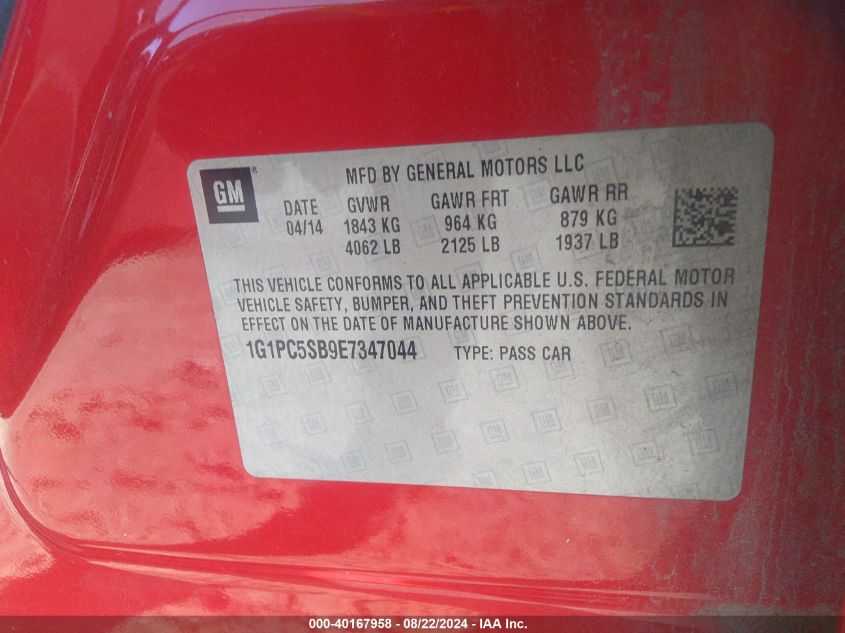 GM ®
MFD BY GENERAL MOTORS LLC
DATE GVWR GAWR FRT GAWR RR
04/14 1843 KG 964 KG 879 KG
4062 LB 2125 LB 1937 LB
THIS VEHICLE CONFORMS TO ALL APPLICABLE U.S. FEDERAL MOTOR
VEHICLE SAFETY, BUMPER, AND THEFT PREVENTION STANDARDS IN
EFFECT ON THE DATE OF MANUFACTURE SHOWN ABOVE.
1G1PC5SB9E7347044 TYPE: PASS CAR
000-40167958 - 08/22/2024 - IAA Inc.